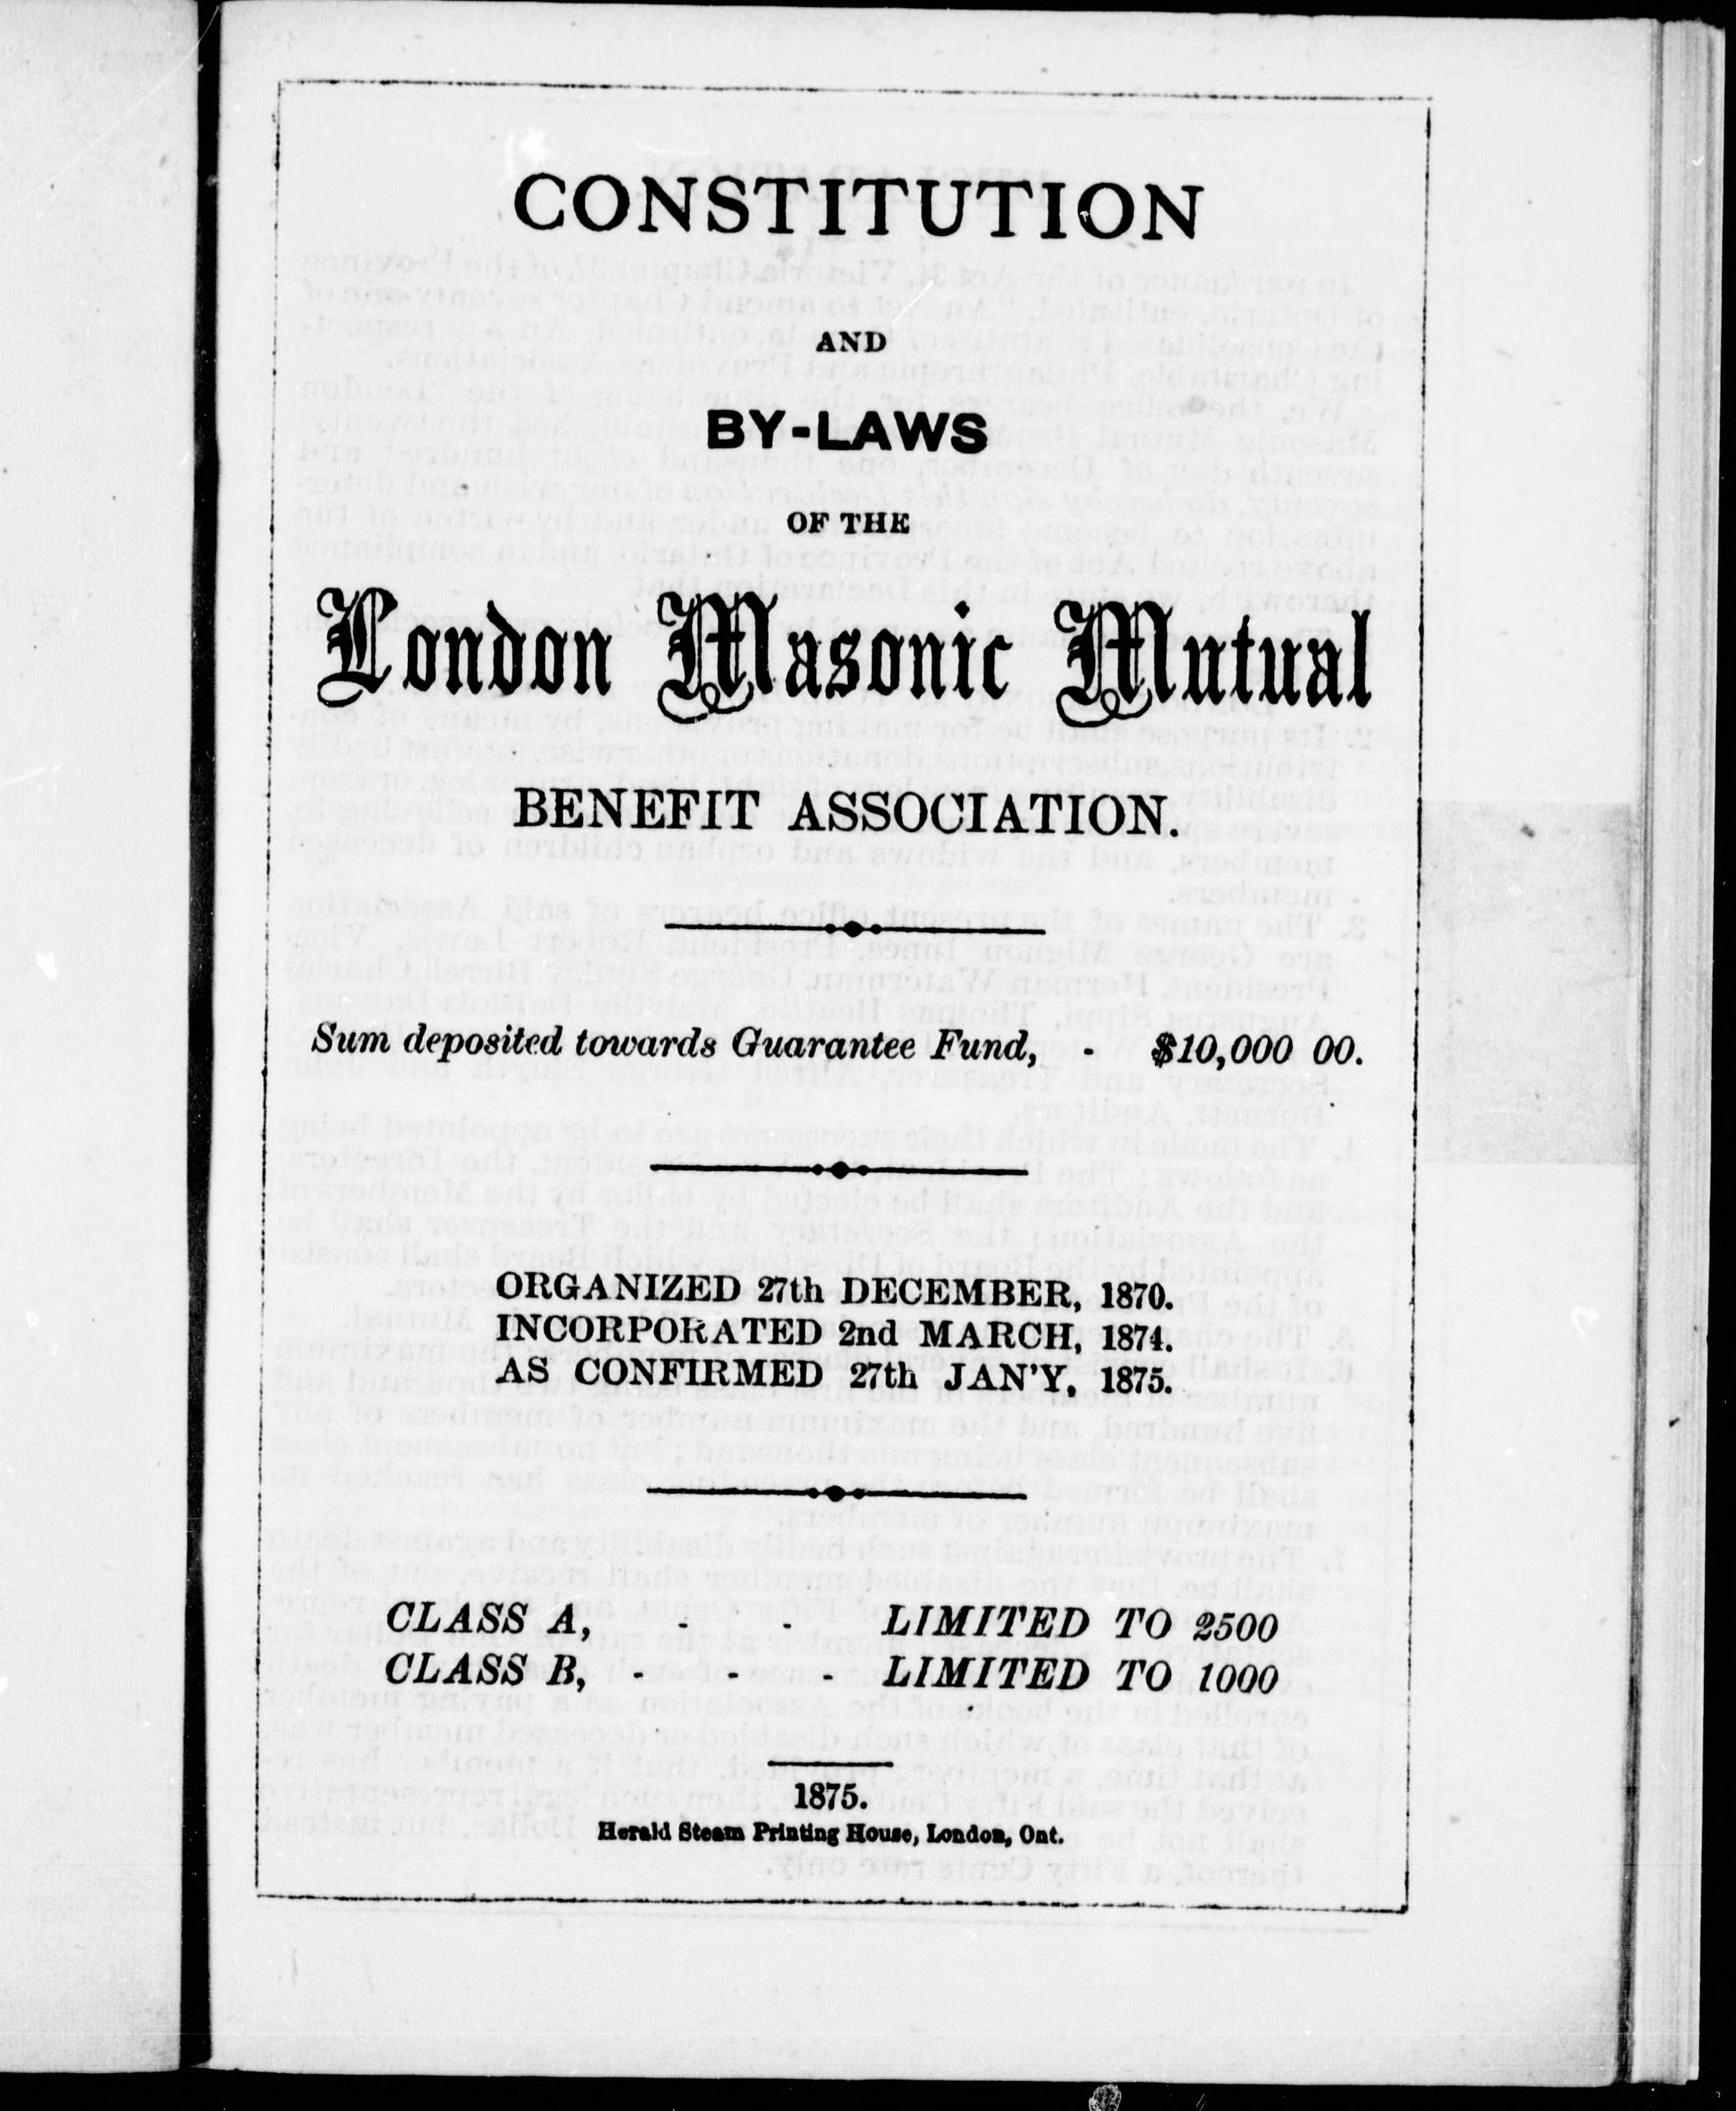 CONSTITUTION
AND
BY-LAWS
OF THE
London Masonic Mutual
BENEFIT ASSOCIATION.
Sum deposited towards Guarantee Fund, - $10,000 00.
ORGANIZED 27th DECEMBER, 1870.
INCORPORATED 2nd MARCH, 1874.
AS CONFIRMED 27th JAN'Y, 1875.
CLASS A, - - LIMITED TO 2500
CLASS B, - - - LIMITED TO 1000
1875.
Herald Steam Printing House, London, Ont.